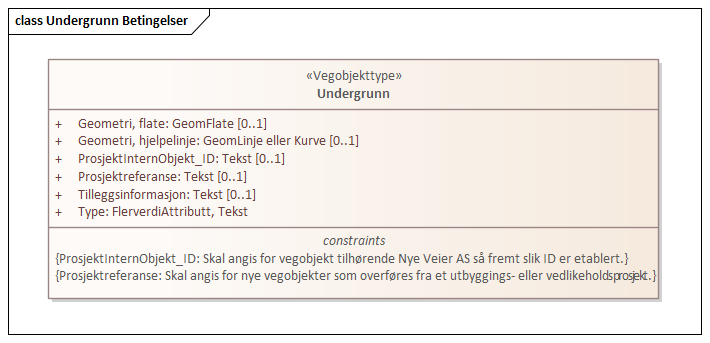 class Undergrunn Betingelser
«Vegobjekttype»
Undergrunn
+ Geometri, flate: GeomFlate [0..1]
+ Geometri, hjelpelinje: GeomLinje eller Kurve [0..1]
+ ProsjektInternObjekt_ID: Tekst [0..1]
+ Prosjektreferanse: Tekst [0..1]
+ Tilleggsinformasjon: Tekst [0..1]
+ Type: FlerverdiAttributt, Tekst
constraints
{ProsjektInternObjekt_ID: Skal angis for vegobjekt tilhørende Nye Veier AS så fremt slik ID er etablert.}
{Prosjektreferanse: Skal angis for nye vegobjekter som overføres fra et utbyggings- eller vedlikeholdsprosjekt.}